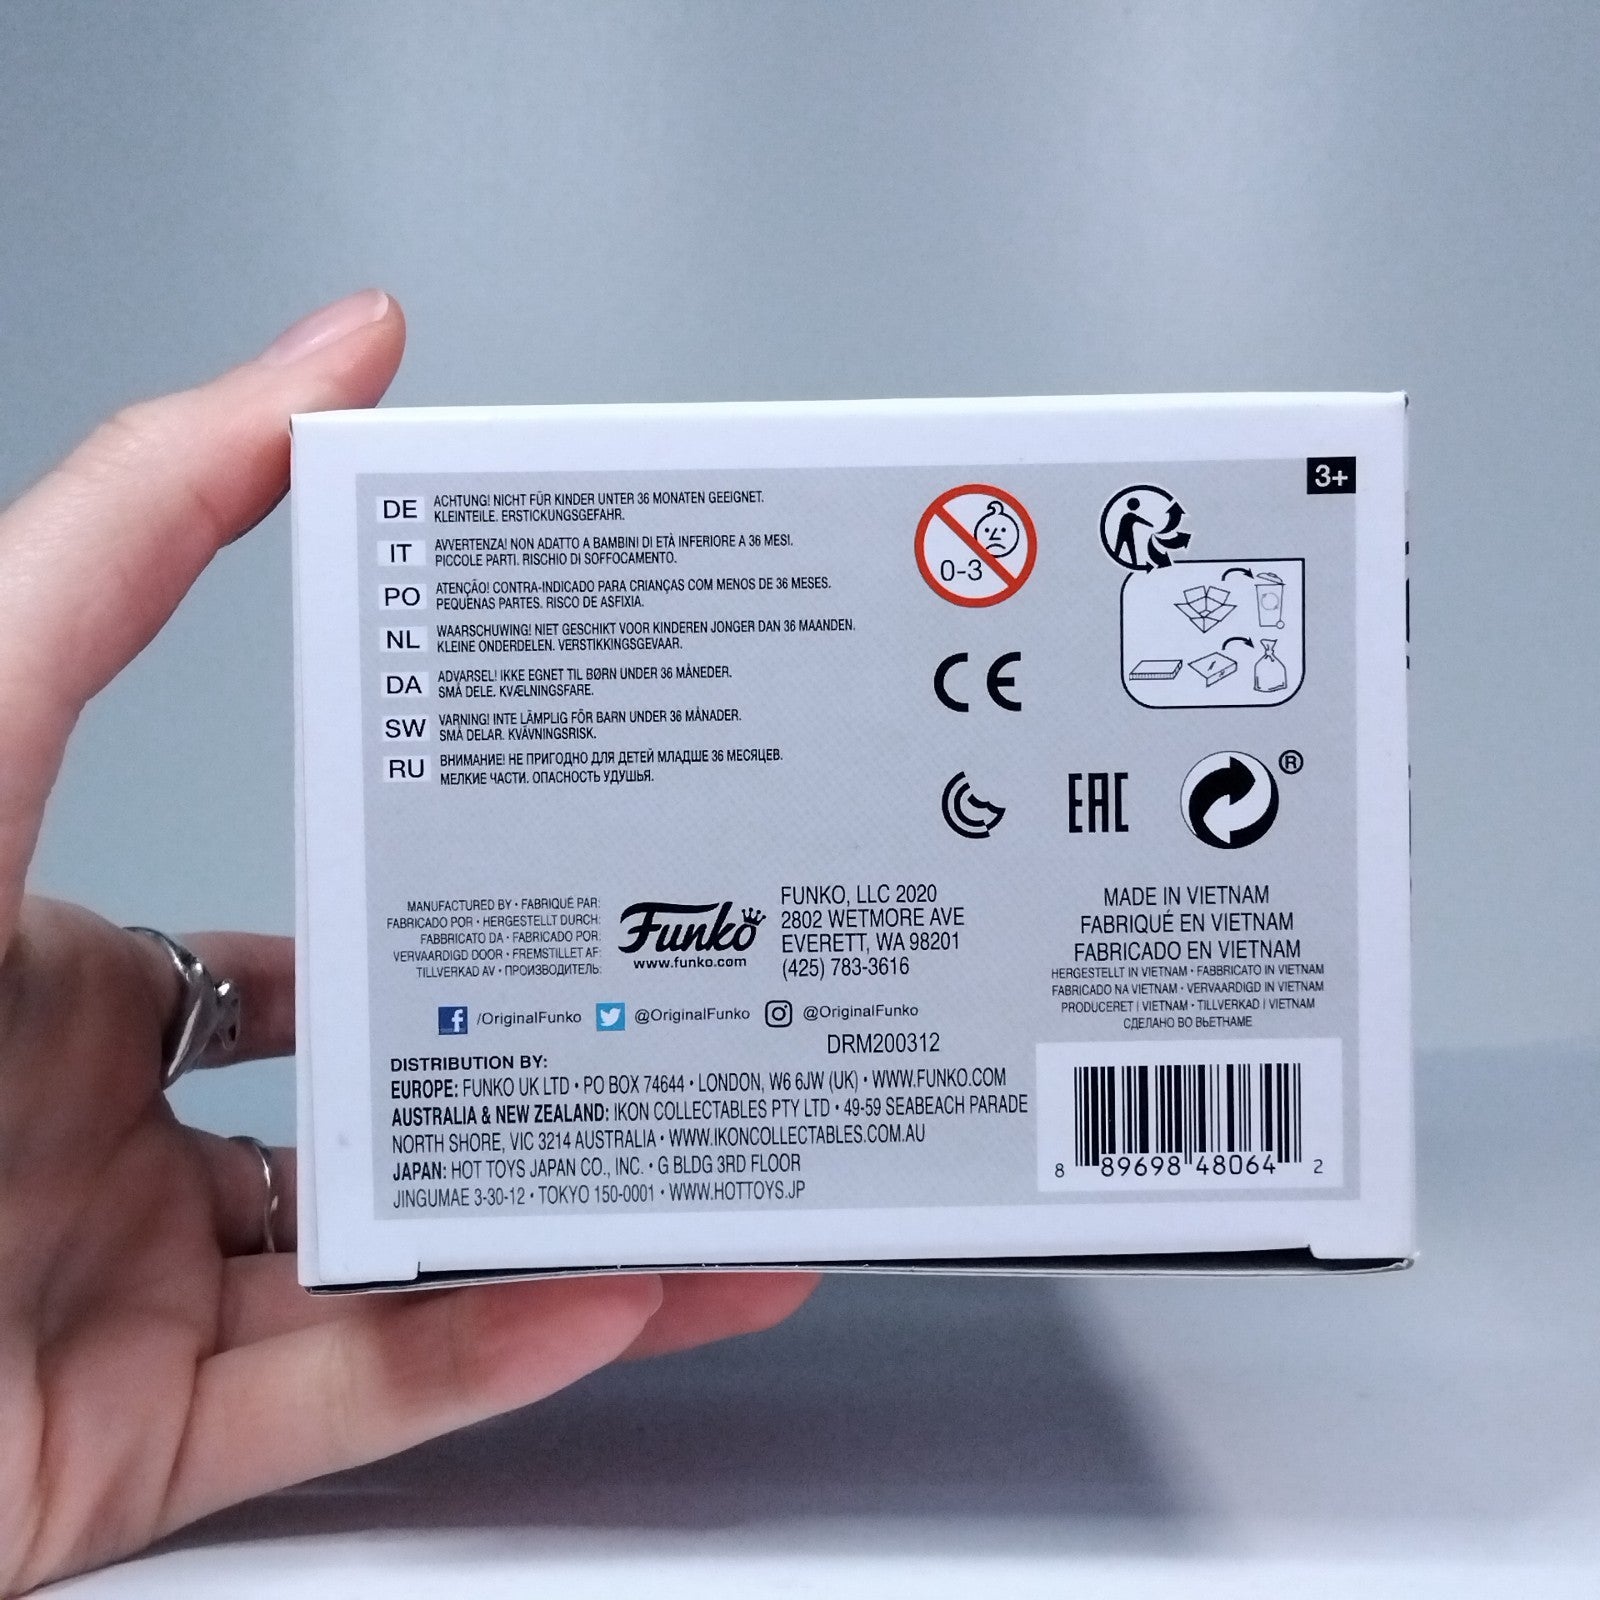 3+
DE
ACHTUNG! NICHT FÜR KINDER UNTER 36 MONATEN GEEIGNET.
KLEINTEILE. ERSTICKUNGSGEFAHR.
IT
AVVERTENZA! NON ADATTO A BAMBINI DI ETÀ INFERIORE A 36 MESI.
PICCOLE PARTI. RISCHIO DI SOFFOCAMENTO.
PO
ATENÇÃO! CONTRA-INDICADO PARA CRIANÇAS COM MENOS DE 36 MESES.
PEQUENAS PARTES. RISCO DE ASFIXIA.
NL
WAARSCHUWING! NIET GESCHIKT VOOR KINDEREN JONGER DAN 36 MAANDEN.
KLEINE ONDERDELEN. VERSTIKKINGSGEVAAR.
DA
ADVARSEL! IKKE EGNET TIL BØRN UNDER 36 MÅNEDER.
SMÅ DELE. KVÆLNINGSFARE.
SW
VARNING! INTE LÄMPLIG FÖR BARN UNDER 36 MÅNADER.
SMÅ DELAR. KVÄVNINGSRISK.
RU
ВНИМАНИЕ! НЕ ПРИГОДНО ДЛЯ ДЕТЕЙ МЛАДШЕ 36 МЕСЯЦЕВ.
МЕЛКИЕ ЧАСТИ. ОПАСНОСТЬ УДУШЬЯ.
0-3
CE
EAC
®
MANUFACTURED BY • FABRIQUÉ PAR:
FABRICADO POR • HERGESTELLT DURCH:
FABBRICATO DA • FABRICADO POR:
VERVAARDIGD DOOR • FREMSTILLET AF:
TILLVERKAD AV • ПРОИЗВОДИТЕЛЬ:
Funko
www.funko.com
FUNKO, LLC 2020
2802 WETMORE AVE
EVERETT, WA 98201
(425) 783-3616
MADE IN VIETNAM
FABRIQUÉ EN VIETNAM
FABRICADO EN VIETNAM
HERGESTELLT IN VIETNAM • FABBRICATO IN VIETNAM
FABRICADO NA VIETNAM • VERVAARDIGD IN VIETNAM
PRODUCERET I VIETNAM • TILLVERKAD I VIETNAM
СДЕЛАНО ВО ВЬЕТНАМЕ
/OriginalFunko @OriginalFunko @OriginalFunko
DRM200312
DISTRIBUTION BY:
EUROPE: FUNKO UK LTD • PO BOX 74644 • LONDON, W6 6JW (UK) • WWW.FUNKO.COM
AUSTRALIA & NEW ZEALAND: IKON COLLECTABLES PTY LTD • 49-59 SEABEACH PARADE
NORTH SHORE, VIC 3214 AUSTRALIA • WWW.IKONCOLLECTABLES.COM.AU
JAPAN: HOT TOYS JAPAN CO., INC. • G BLDG 3RD FLOOR
JINGUMAE 3-30-12 • TOKYO 150-0001 • WWW.HOTTOYS.JP
8 89698 48064 2